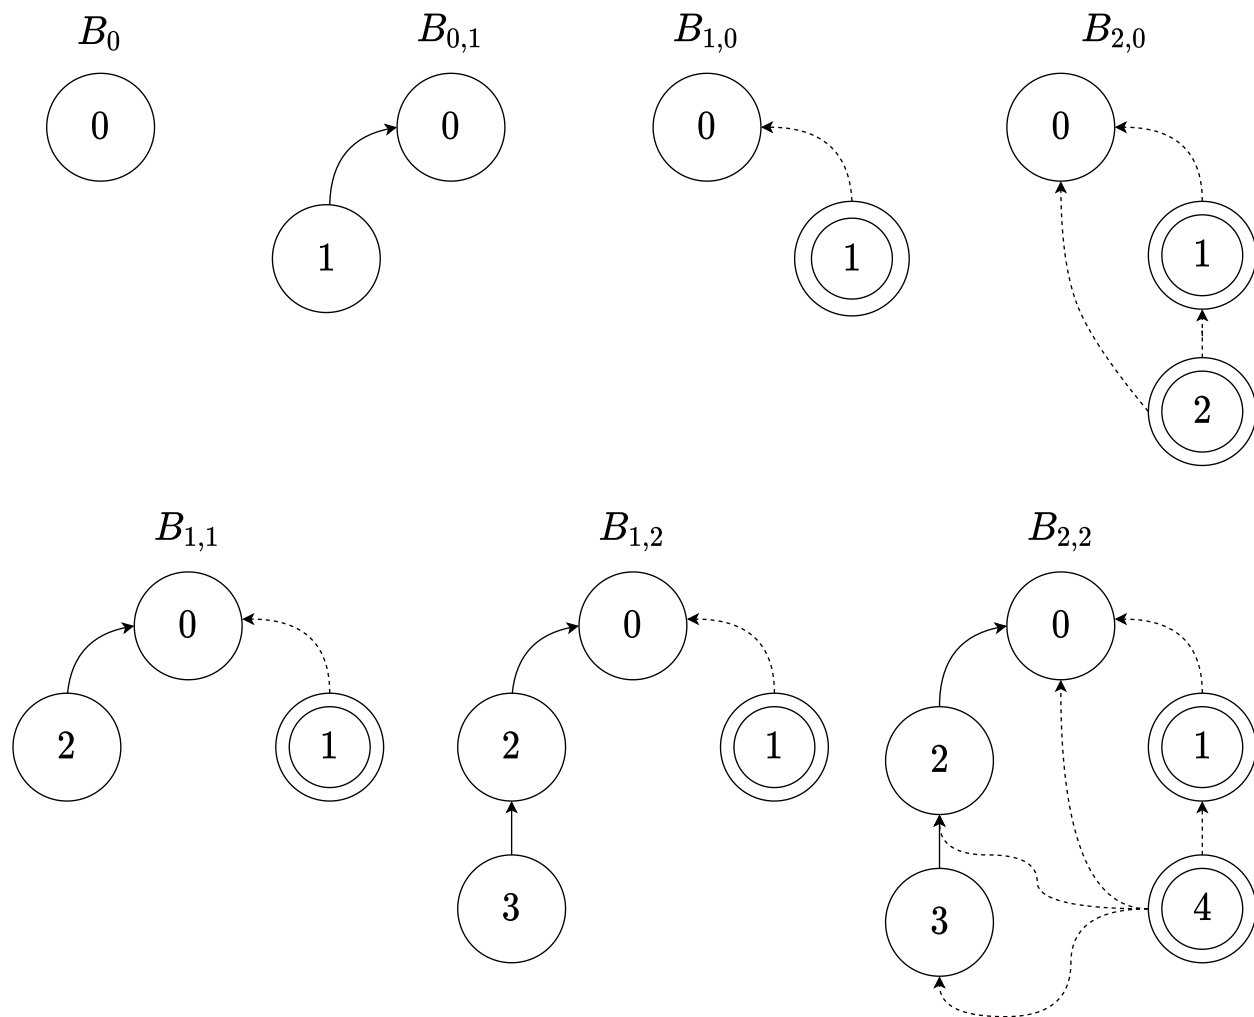 B_0 B_{0,1} B_{1,0} B_{2,0}
0 0 0 0
1 1 1
2
B_{1,1} B_{1,2} B_{2,2}
0 0 0
2 1 2 1 2 1
3 3 4